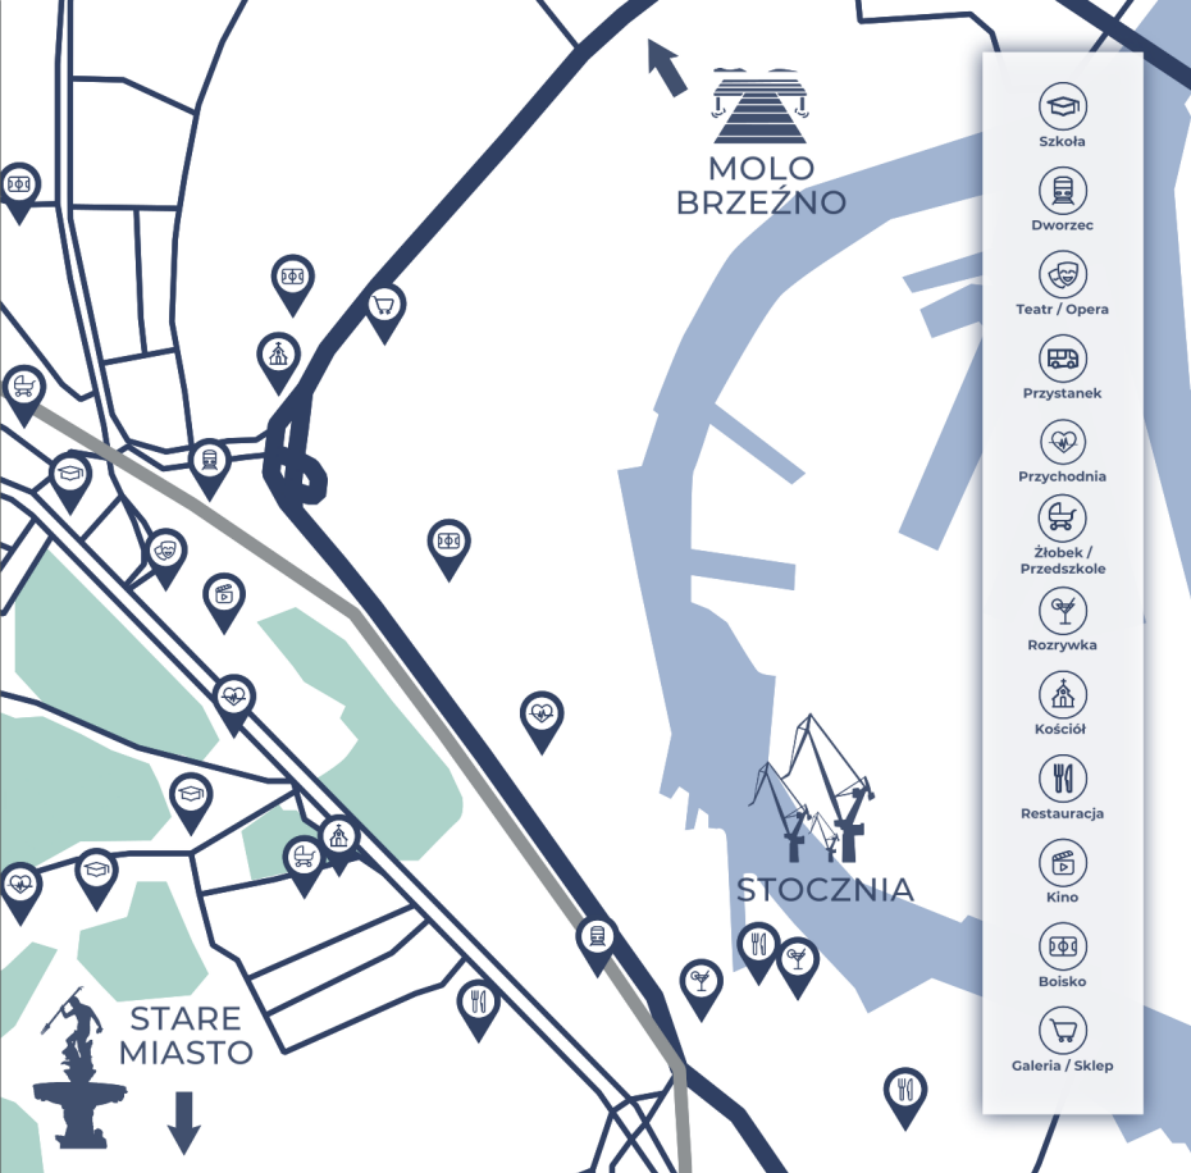 MOLO
BRZEŹNO
STOCZNIA
STARE
MIASTO
Szkoła
Dworzec
Teatr / Opera
Przystanek
Przychodnia
Żłobek /
Przedszkole
Rozrywka
Kościół
Restauracja
Kino
Boisko
Galeria / Sklep